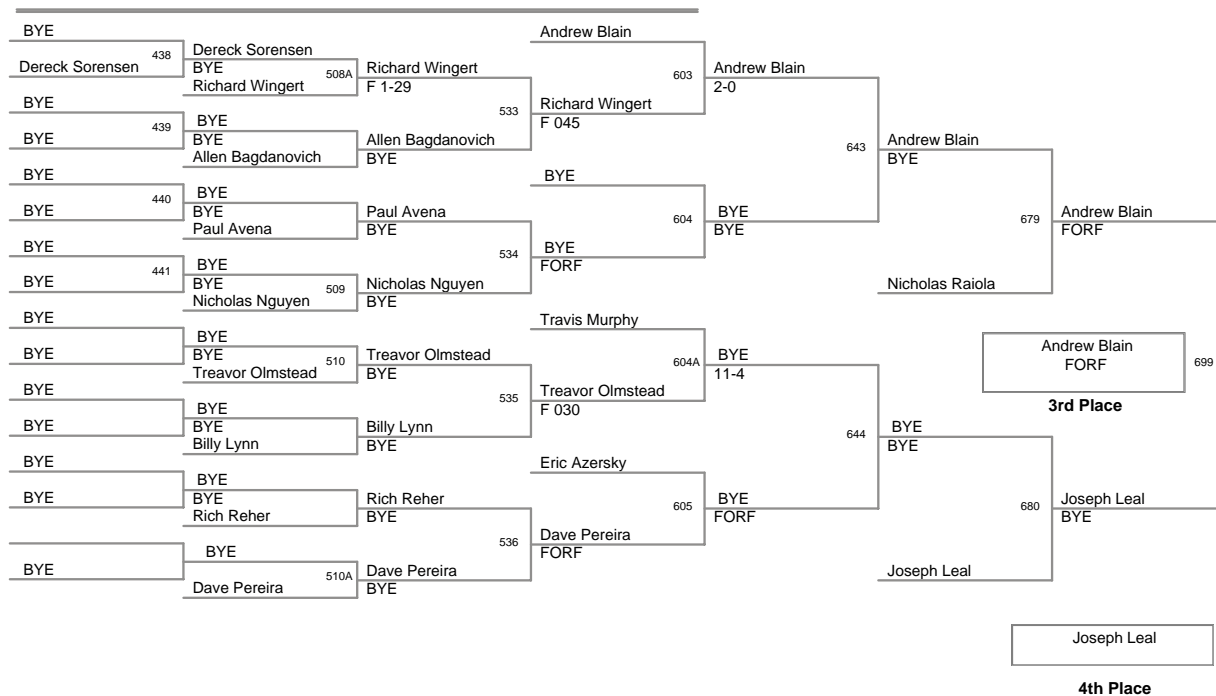 BYE
Dereck Sorensen
438
BYE
BYE
439
BYE
BYE
440
BYE
BYE
441
BYE
BYE
BYE
BYE
BYE
BYE
BYE
Dereck Sorensen
BYE
Richard Wingert
508A
BYE
BYE
Allen Bagdanovich
BYE
BYE
Paul Avena
BYE
BYE
Nicholas Nguyen
509
BYE
BYE
Treavor Olmstead
510
BYE
BYE
Billy Lynn
BYE
BYE
Rich Reher
BYE
Dave Pereira
510A
Richard Wingert
F 1-29
533
Allen Bagdanovich
BYE
Paul Avena
BYE
534
Nicholas Nguyen
BYE
Treavor Olmstead
BYE
535
Billy Lynn
BYE
Rich Reher
BYE
536
Dave Pereira
BYE
Andrew Blain
603
Richard Wingert
F 045
BYE
604
BYE
FORF
Travis Murphy
604A
Treavor Olmstead
F 030
Eric Azersky
605
Dave Pereira
FORF
Andrew Blain
2-0
643
BYE
BYE
BYE
11-4
644
BYE
FORF
Andrew Blain
BYE
679
Nicholas Raiola
BYE
BYE
680
Joseph Leal
Andrew Blain
FORF
Andrew Blain
FORF
699
3rd Place
Joseph Leal
BYE
Joseph Leal
4th Place